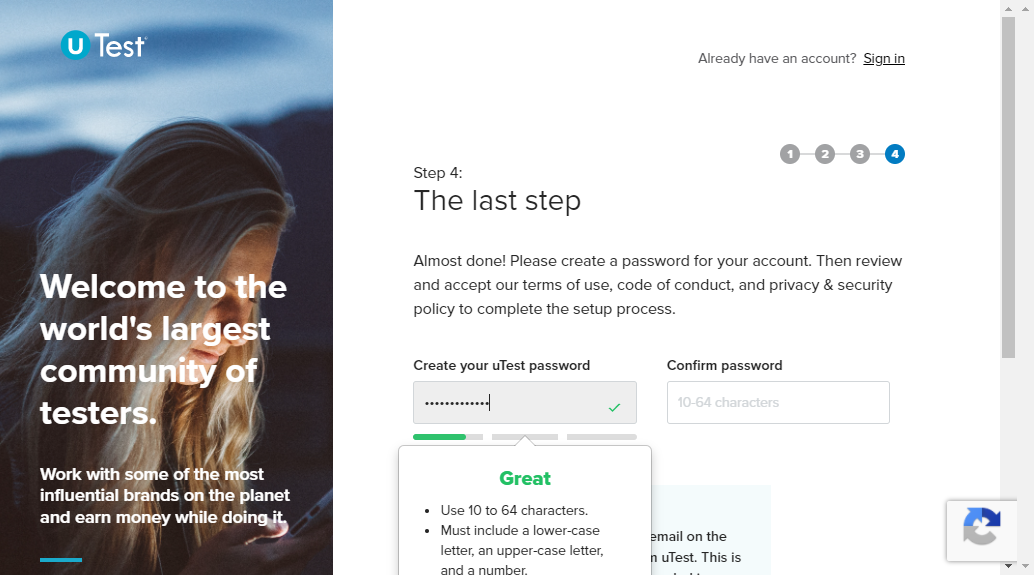 U Test
Already have an account? Sign in
1 2 3 4
Step 4:
The last step
Almost done! Please create a password for your account. Then review
and accept our terms of use, code of conduct, and privacy & security
policy to complete the setup process.
Create your uTest password
Confirm password
•••••••••••••
10-64 characters
Great
Use 10 to 64 characters.
Must include a lower-case
letter, an upper-case letter,
and a number.
email on the
uTest. This is
Welcome to the
world's largest
community of
testers.
Work with some of the most
influential brands on the planet
and earn money while doing it.